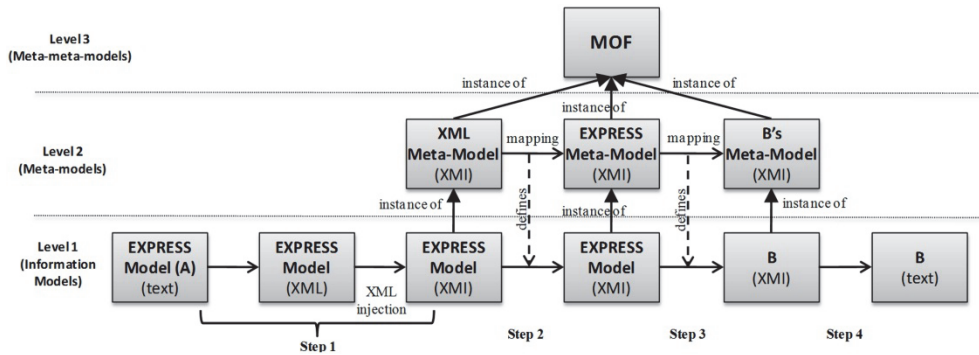 Level 3
(Meta-meta-models)
MOF
instance of
instance of
instance of
Level 2
(Meta-models)
XML
Meta-Model
(XMI)
mapping
EXPRESS
Meta-Model
(XMI)
mapping
B's
Meta-Model
(XMI)
instance of
defines
instance of
defines
instance of
Level 1
(Information
Models)
EXPRESS
Model (A)
(text)
EXPRESS
Model
(XML)
XML
injection
EXPRESS
Model
(XMI)
EXPRESS
Model
(XMI)
B
(XMI)
B
(text)
Step 1
Step 2
Step 3
Step 4